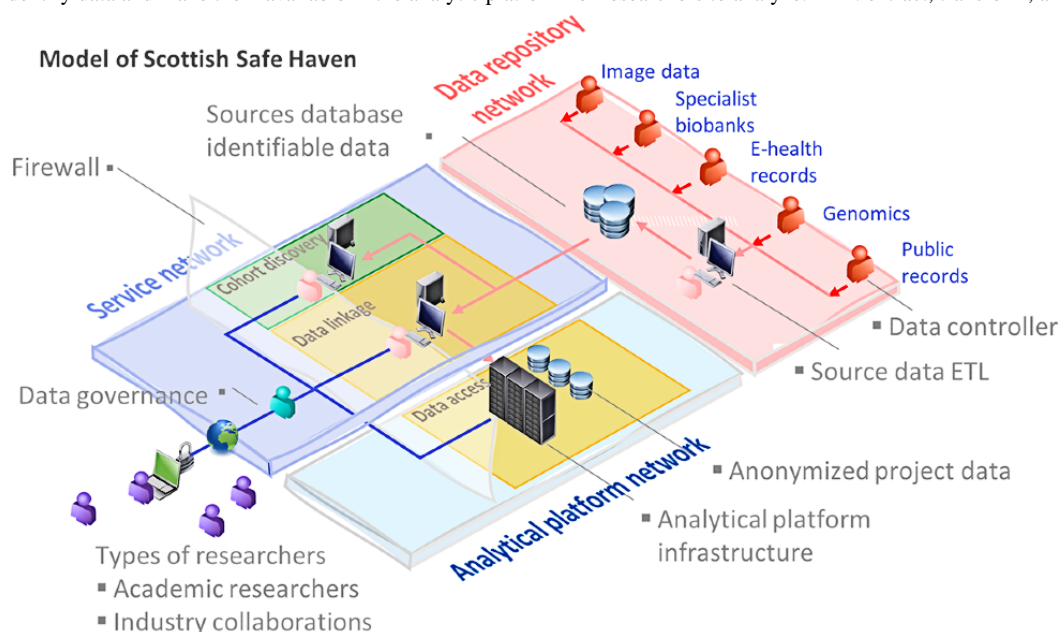 Model of Scottish Safe Haven
Data repository
network
Image data
Specialist
biobanks
E-health
records
Genomics
Public
records
Sources database
identifiable data
Firewall
Service network
Cohort discovery
Data linkage
Data access
Data governance
▪ Data controller
▪ Source data ETL
▪ Anonymized project data
▪ Analytical platform
infrastructure
Analytical platform network
Types of researchers
▪ Academic researchers
▪ Industry collaborations